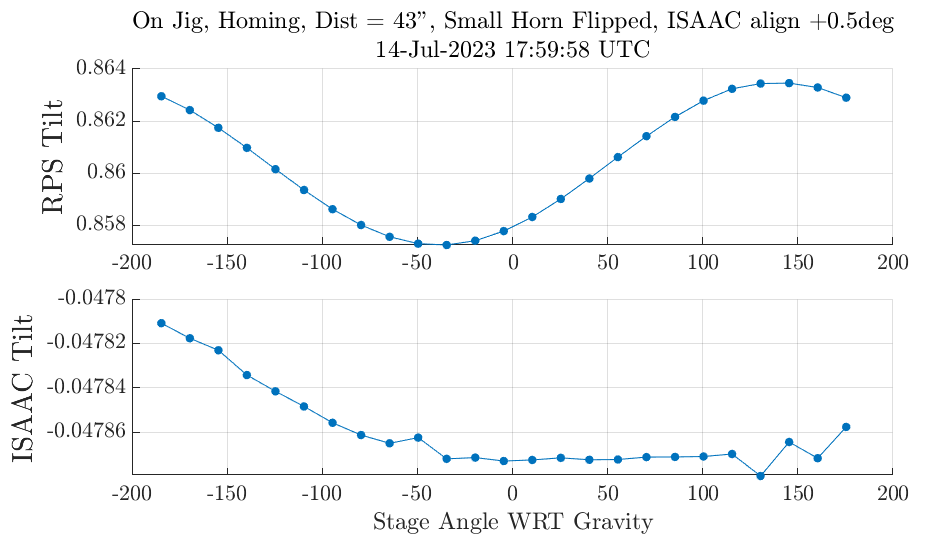 On Jig, Homing, Dist = 43", Small Horn Flipped, ISAAC align +0.5deg
14-Jul-2023 17:59:58 UTC
RPS Tilt
0.864
0.862
0.86
0.858
-200 -150 -100 -50 0 50 100 150 200
ISAAC Tilt
-0.0478
-0.04782
-0.04784
-0.04786
-200 -150 -100 -50 0 50 100 150 200
Stage Angle WRT Gravity